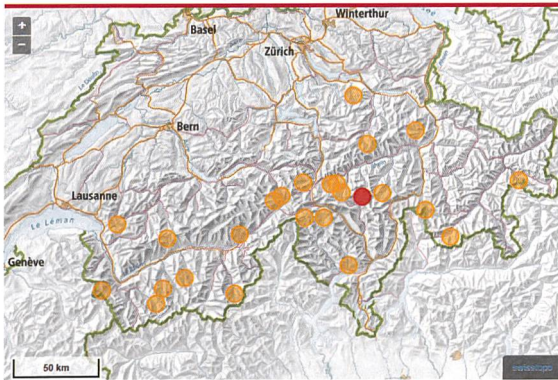 +
−
Basel
Winterthur
Zürich
Bern
Lausanne
Le Léman
Genève
50 km